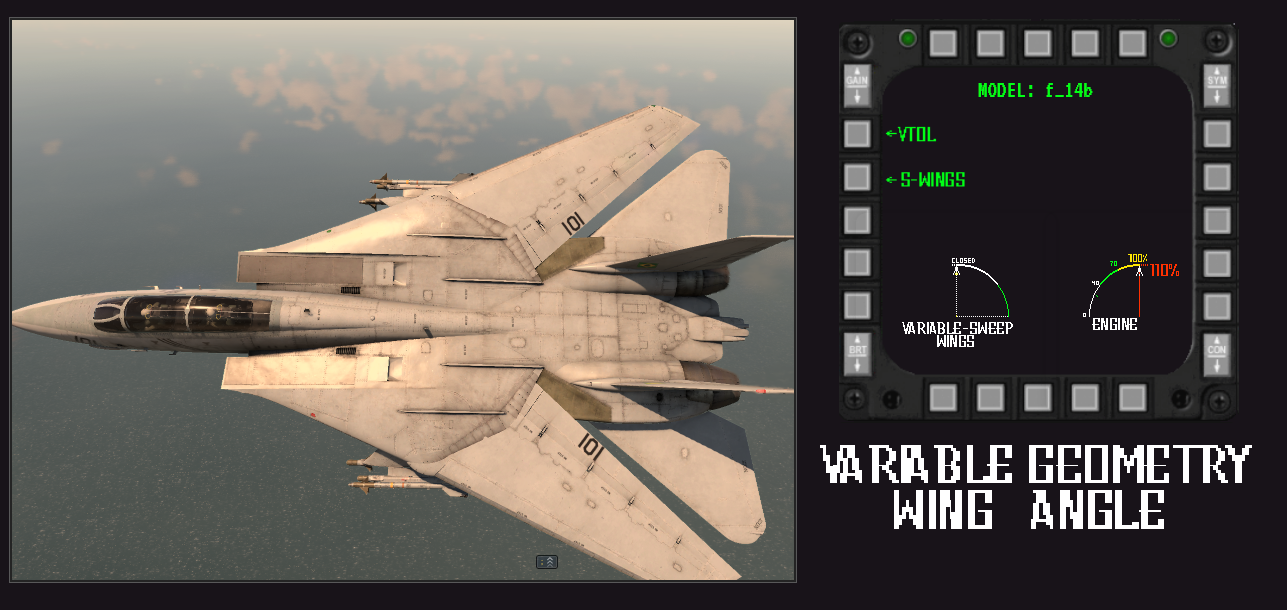 MODEL: f_14b
GAIN
SYM
←VTOL
←S-WINGS
CLOSED
70
100%
110%
40
0
VARIABLE-SWEEP
WINGS
ENGINE
BRT
CON
101
101
VARIABLE GEOMETRY
WING ANGLE